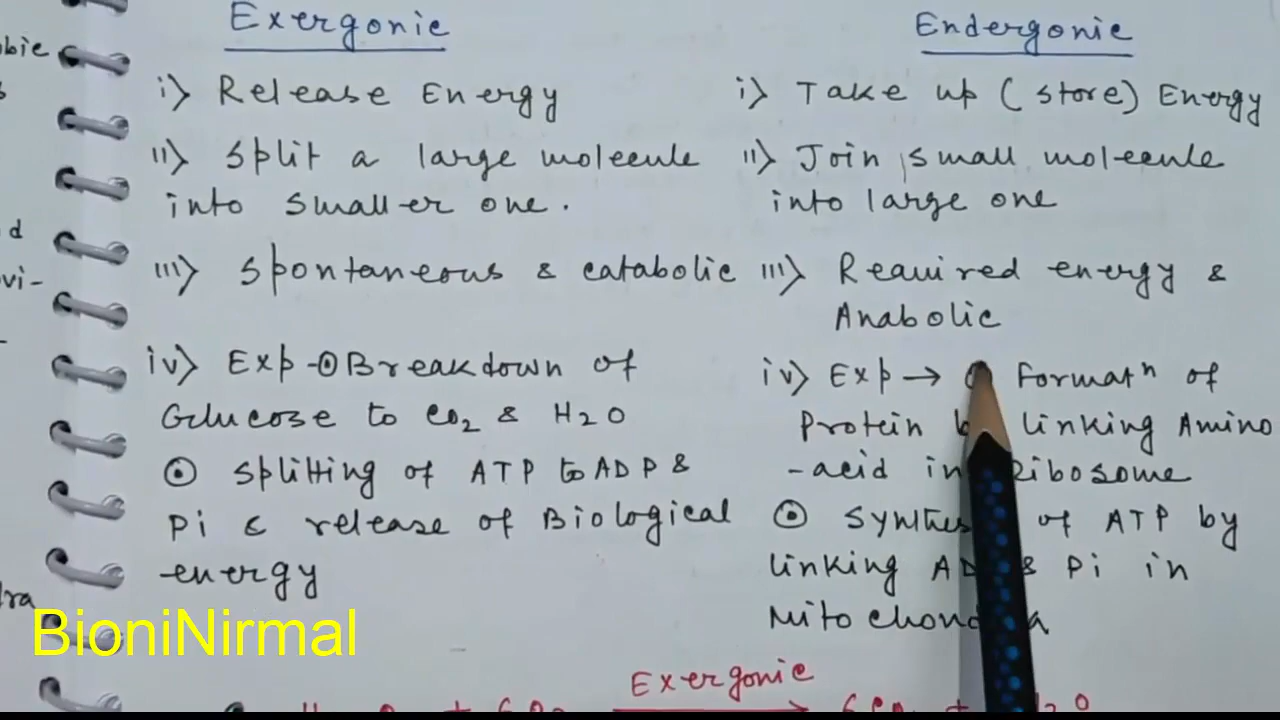 Exergonic
i) Release Energy
ii) Split a large molecule
into smaller one.
iii) Spontaneous & catabolic
iv) Exp - ⊙ Breakdown of
Glucose to CO2 & H2O
⊙ splitting of ATP to ADP &
Pi & release of Biological
energy
Endergonic
i) Take up (store) Energy
ii) Join small molecule
into large one
iii) Required energy &
Anabolic
iv) Exp → Formatn of
Protein linking Amino
-acid in Ribosome
⊙ of ATP by
linking & Pi in
Exergonic
BioniNirmal